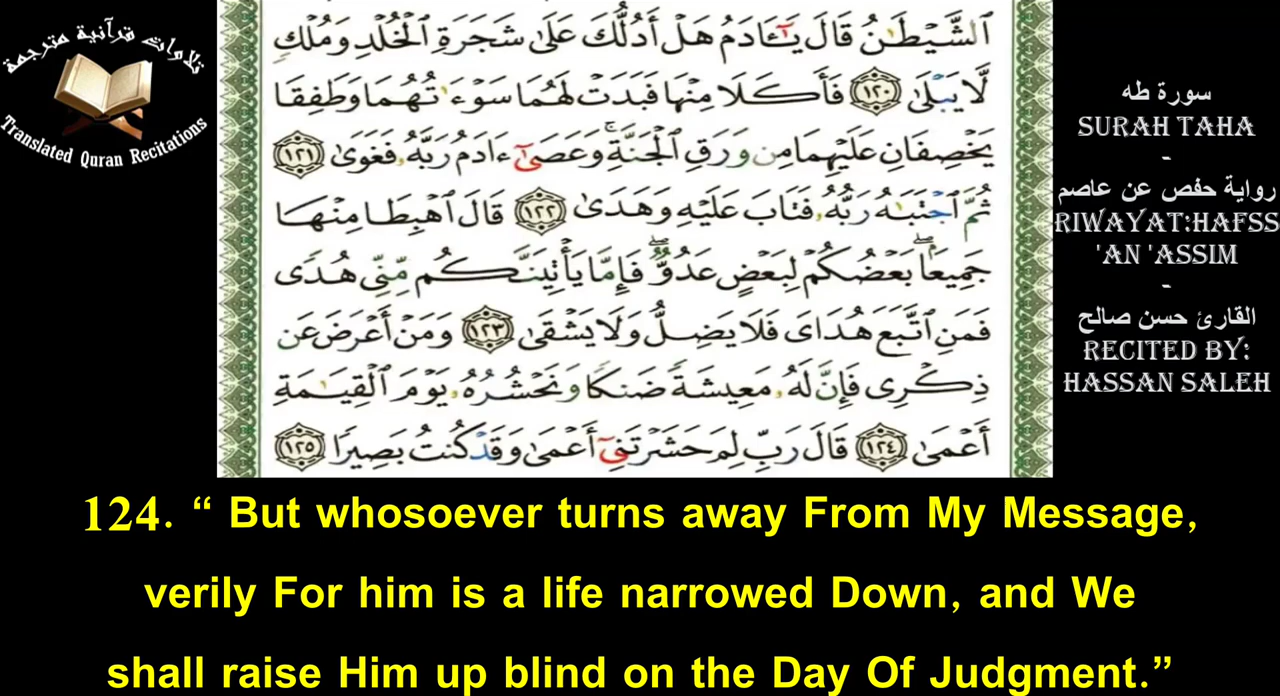 تلاوات قرآنية مترجمة
Translated Quran Recitations
ٱلشَّيۡطَٰنُ قَالَ يَٰٓـَٔادَمُ هَلۡ أَدُلُّكَ عَلَىٰ شَجَرَةِ ٱلۡخُلۡدِ وَمُلۡكٖ
لَّا يَبۡلَىٰ ١٢٠ فَأَكَلَا مِنۡهَا فَبَدَتۡ لَهُمَا سَوۡءَٰتُهُمَا وَطَفِقَا
يَخۡصِفَانِ عَلَيۡهِمَا مِن وَرَقِ ٱلۡجَنَّةِۚ وَعَصَىٰٓ ءَادَمُ رَبَّهُۥ فَغَوَىٰ ١٢١
ثُمَّ ٱجۡتَبَٰهُ رَبُّهُۥ فَتَابَ عَلَيۡهِ وَهَدَىٰ ١٢٢ قَالَ ٱهۡبِطَا مِنۡهَا
جَمِيعَۢاۖ بَعۡضُكُمۡ لِبَعۡضٍ عَدُوّٞۖ فَإِمَّا يَأۡتِيَنَّكُم مِّنِّي هُدٗى
فَمَنِ ٱتَّبَعَ هُدَايَ فَلَا يَضِلُّ وَلَا يَشۡقَىٰ ١٢٣ وَمَنۡ أَعۡرَضَ عَن
ذِكۡرِي فَإِنَّ لَهُۥ مَعِيشَةٗ ضَنكٗا وَنَحۡشُرُهُۥ يَوۡمَ ٱلۡقِيَٰمَةِ
أَعۡمَىٰ ١٢٤ قَالَ رَبِّ لِمَ حَشَرۡتَنِيٓ أَعۡمَىٰ وَقَدۡ كُنتُ بَصِيرٗا ١٢٥
سورة طه
SURAH TAHA
-
رواية حفص عن عاصم
RIWAYAT:HAFSS
'AN 'ASSIM
-
القارئ حسن صالح
RECITED BY:
HASSAN SALEH
124. “ But whosoever turns away From My Message,
verily For him is a life narrowed Down, and We
shall raise Him up blind on the Day Of Judgment.”